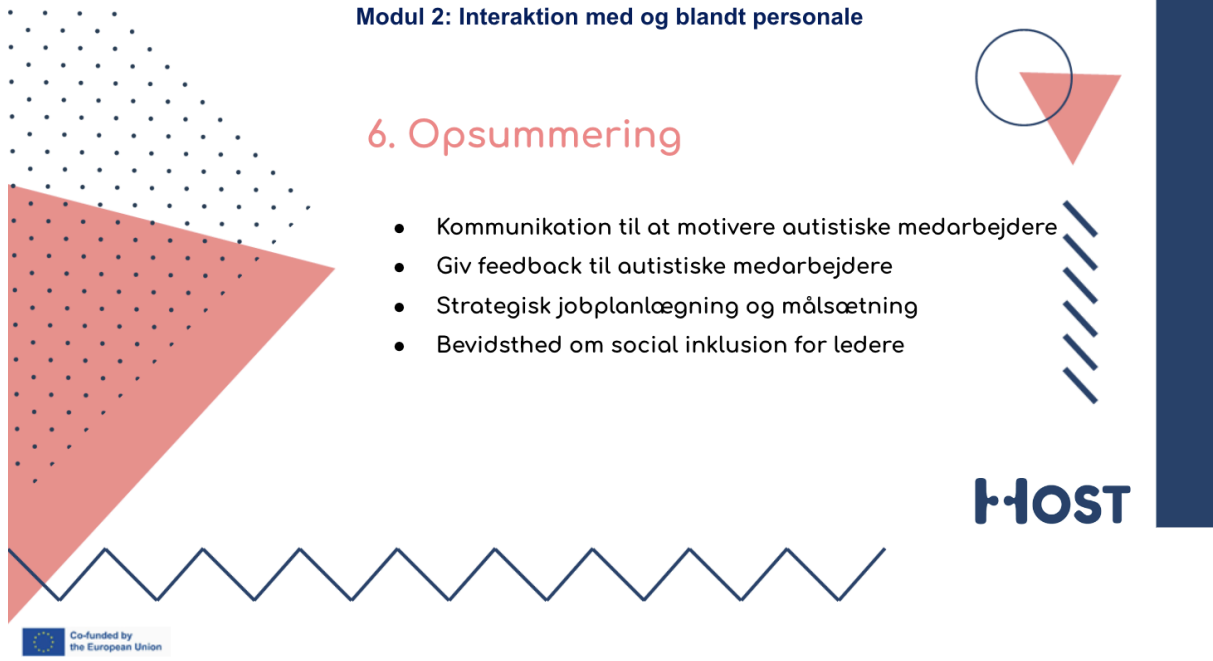 Modul 2: Interaktion med og blandt personale
6. Opsummering
● Kommunikation til at motivere autistiske medarbejdere
● Giv feedback til autistiske medarbejdere
● Strategisk jobplanlægning og målsætning
● Bevidsthed om social inklusion for ledere
HOST
Co-funded by
the European Union